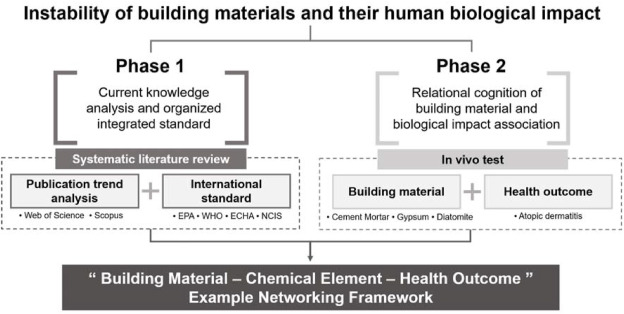 Instability of building materials and their human biological impact
Phase 1
Current knowledge
analysis and organized
integrated standard
Systematic literature review
Publication trend
analysis
• Web of Science • Scopus
+
International
standard
• EPA • WHO • ECHA • NCIS
Phase 2
Relational cognition of
building material and
biological impact association
In vivo test
Building material
• Cement Mortar • Gypsum • Diatomite
+
Health outcome
• Atopic dermatitis
“ Building Material – Chemical Element – Health Outcome ”
Example Networking Framework